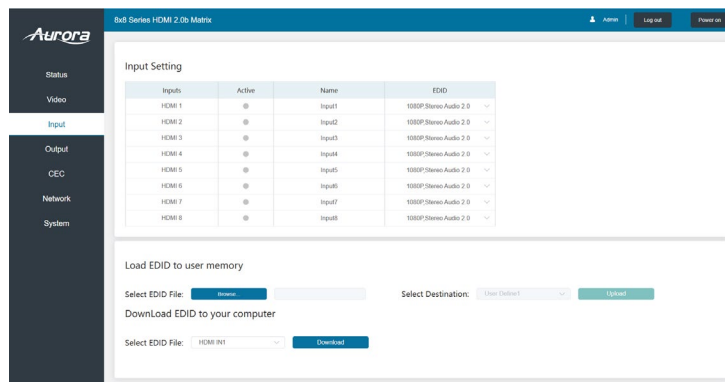 Aurora
8x8 Series HDMI 2.0b Matrix
Admin
Log out
Power on
Status
Video
Input
Output
CEC
Network
System
Input Setting
Inputs Active Name EDID
HDMI 1 Input1 1080P,Stereo Audio 2.0
HDMI 2 Input2 1080P,Stereo Audio 2.0
HDMI 3 Input3 1080P,Stereo Audio 2.0
HDMI 4 Input4 1080P,Stereo Audio 2.0
HDMI 5 Input5 1080P,Stereo Audio 2.0
HDMI 6 Input6 1080P,Stereo Audio 2.0
HDMI 7 Input7 1080P,Stereo Audio 2.0
HDMI 8 Input8 1080P,Stereo Audio 2.0
Load EDID to user memory
Select EDID File: Browse... Select Destination: User Define1 Upload
DownLoad EDID to your computer
Select EDID File: HDMI IN1 Download